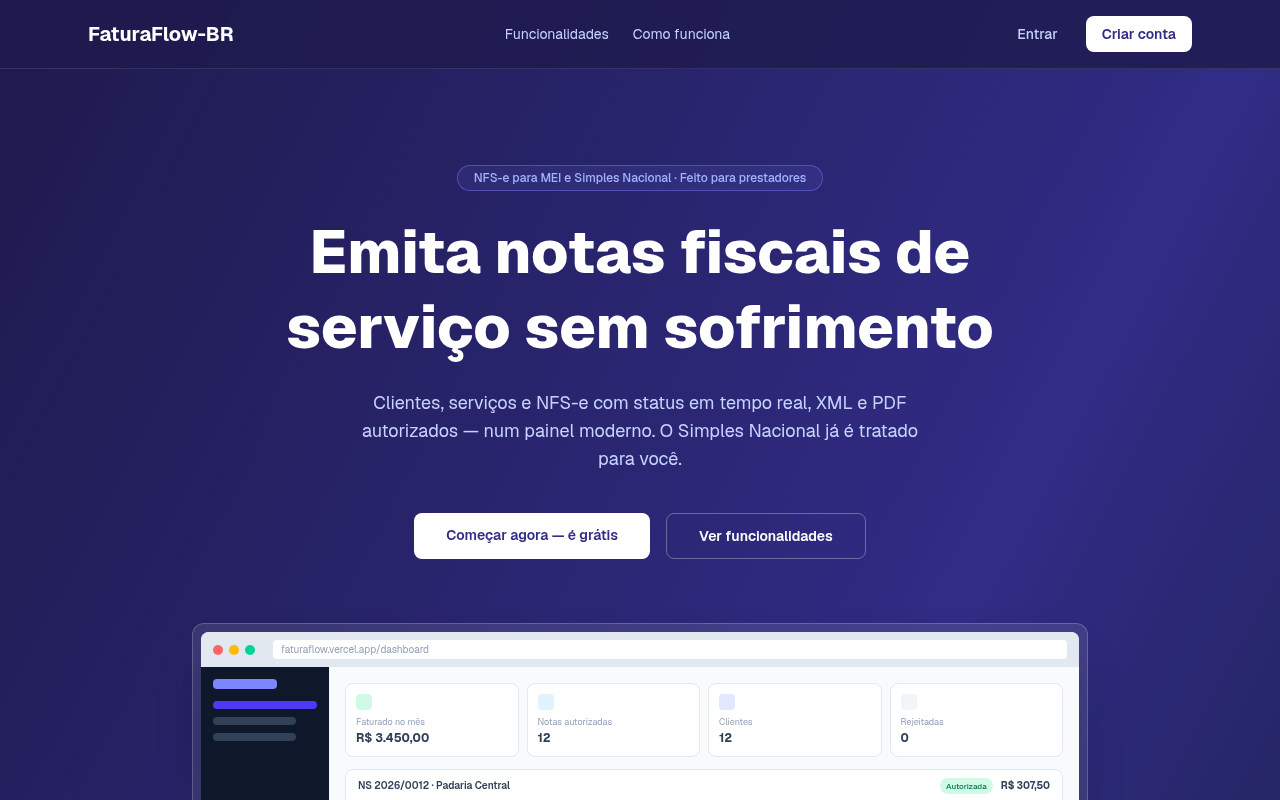 FaturaFlow-BR
Funcionalidades
Como funciona
Entrar
Criar conta
NFS-e para MEI e Simples Nacional · Feito para prestadores
Emita notas fiscais de
serviço sem sofrimento
Clientes, serviços e NFS-e com status em tempo real, XML e PDF
autorizados — num painel moderno. O Simples Nacional já é tratado
para você.
Começar agora — é grátis
Ver funcionalidades
faturaflow.vercel.app/dashboard
Faturado no mês
R$ 3.450,00
Notas autorizadas
12
Clientes
12
Rejeitadas
0
NS 2026/0012 · Padaria Central
Autorizada
R$ 307,50